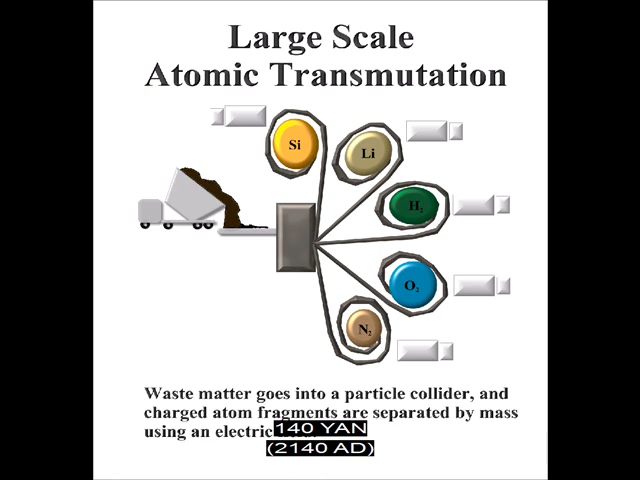 Large Scale
Atomic Transmutation
Si
Li
H₂
O₂
N₂
Waste matter goes into a particle collider, and
charged atom fragments are separated by mass
using an electric
140 YAN
(2140 AD)